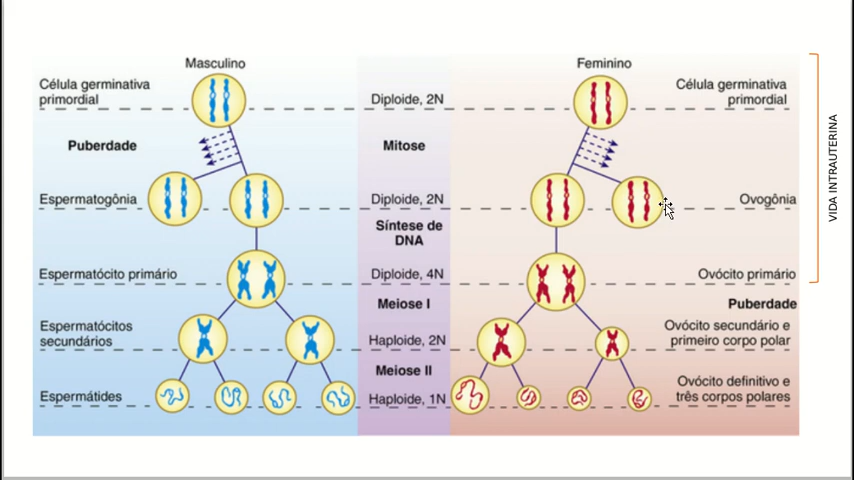 Masculino
Feminino
Célula germinativa
primordial
Diploide, 2N
Célula germinativa
primordial
Puberdade
Mitose
Espermatogônia
Diploide, 2N
Ovogônia
Síntese de
DNA
Espermatócito primário
Diploide, 4N
Ovócito primário
Meiose I
Puberdade
Espermatócitos
secundários
Haploide, 2N
Ovócito secundário e
primeiro corpo polar
Meiose II
Espermátides
Haploide, 1N
Ovócito definitivo e
três corpos polares
VIDA INTRAUTERINA